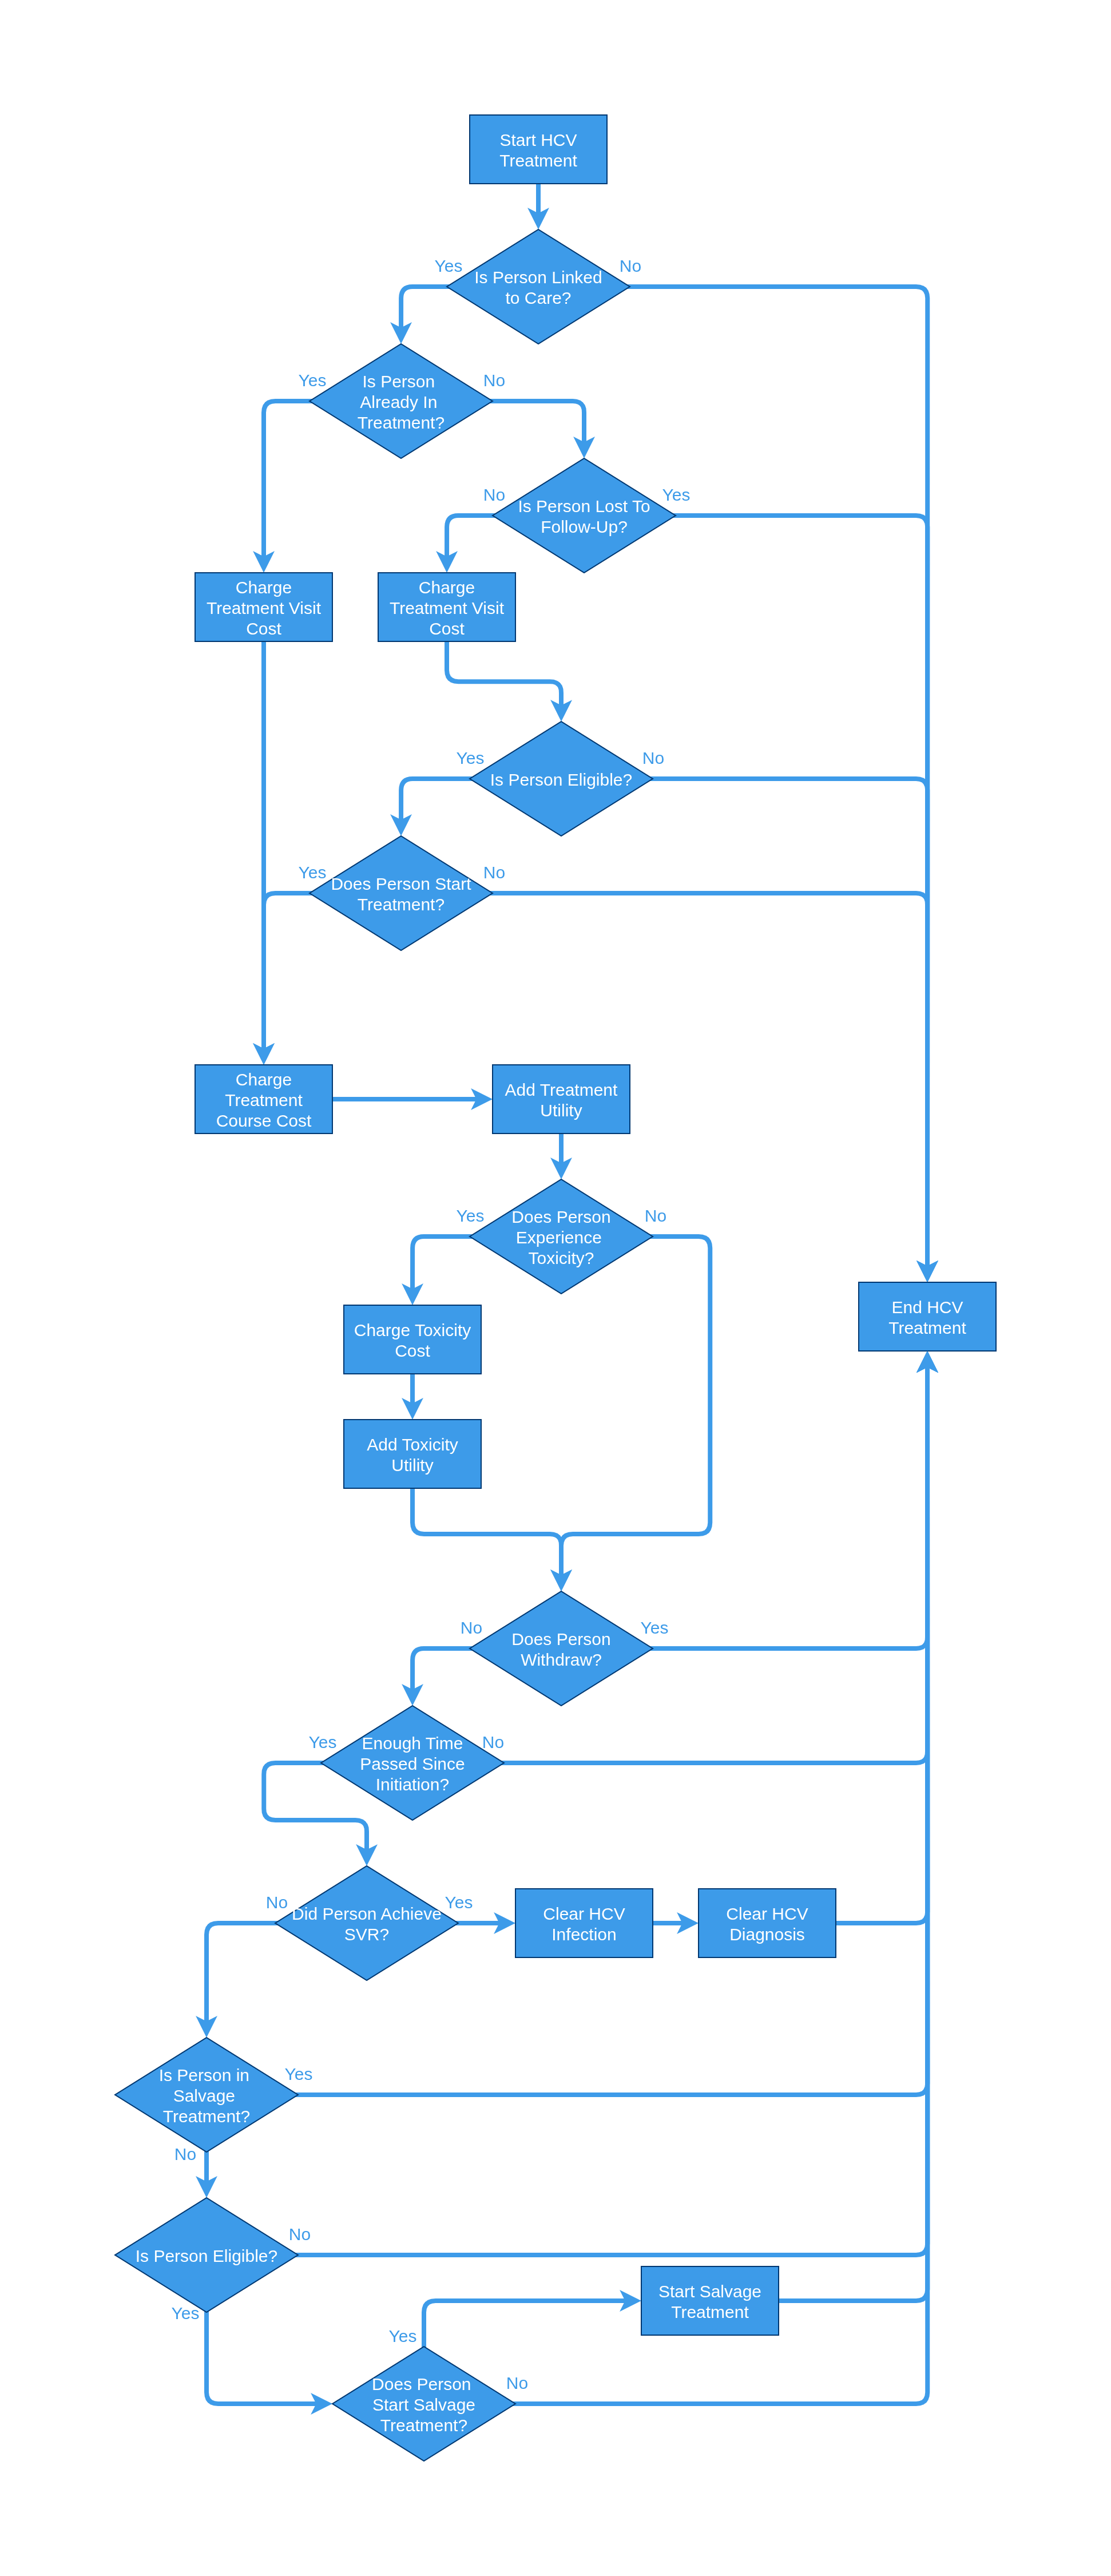 Start HCV
Treatment
Yes
No
Is Person Linked
to Care?
Yes
No
Is Person
Already In
Treatment?
No
Yes
Is Person Lost To
Follow-Up?
Charge
Treatment Visit
Cost
Charge
Treatment Visit
Cost
Yes
No
Is Person Eligible?
Yes
No
Does Person Start
Treatment?
Charge
Treatment
Course Cost
Add Treatment
Utility
Yes
No
Does Person
Experience
Toxicity?
End HCV
Treatment
Charge Toxicity
Cost
Add Toxicity
Utility
No
Yes
Does Person
Withdraw?
Yes
No
Enough Time
Passed Since
Initiation?
No
Yes
Did Person Achieve
SVR?
Clear HCV
Infection
Clear HCV
Diagnosis
Yes
Is Person in
Salvage
Treatment?
No
No
Is Person Eligible?
Yes
Start Salvage
Treatment
Yes
No
Does Person
Start Salvage
Treatment?